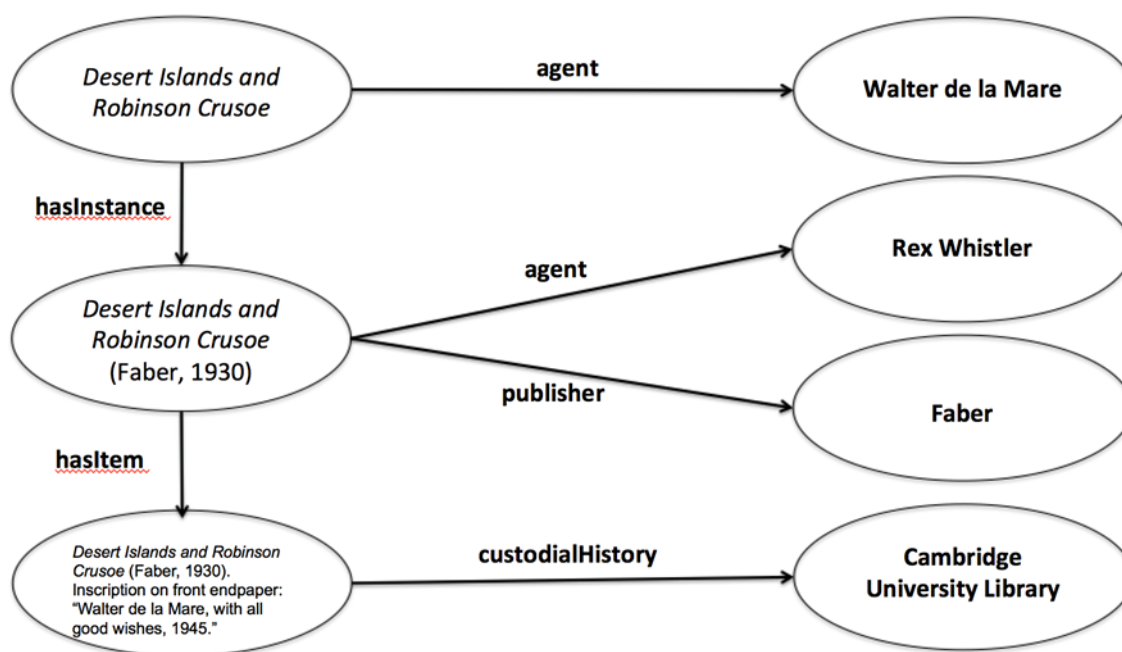 Desert Islands and
Robinson Crusoe
agent
Walter de la Mare
hasInstance
Desert Islands and
Robinson Crusoe
(Faber, 1930)
agent
Rex Whistler
publisher
Faber
hasItem
Desert Islands and Robinson
Crusoe (Faber, 1930).
Inscription on front endpaper:
“Walter de la Mare, with all
good wishes, 1945.”
custodialHistory
Cambridge
University Library